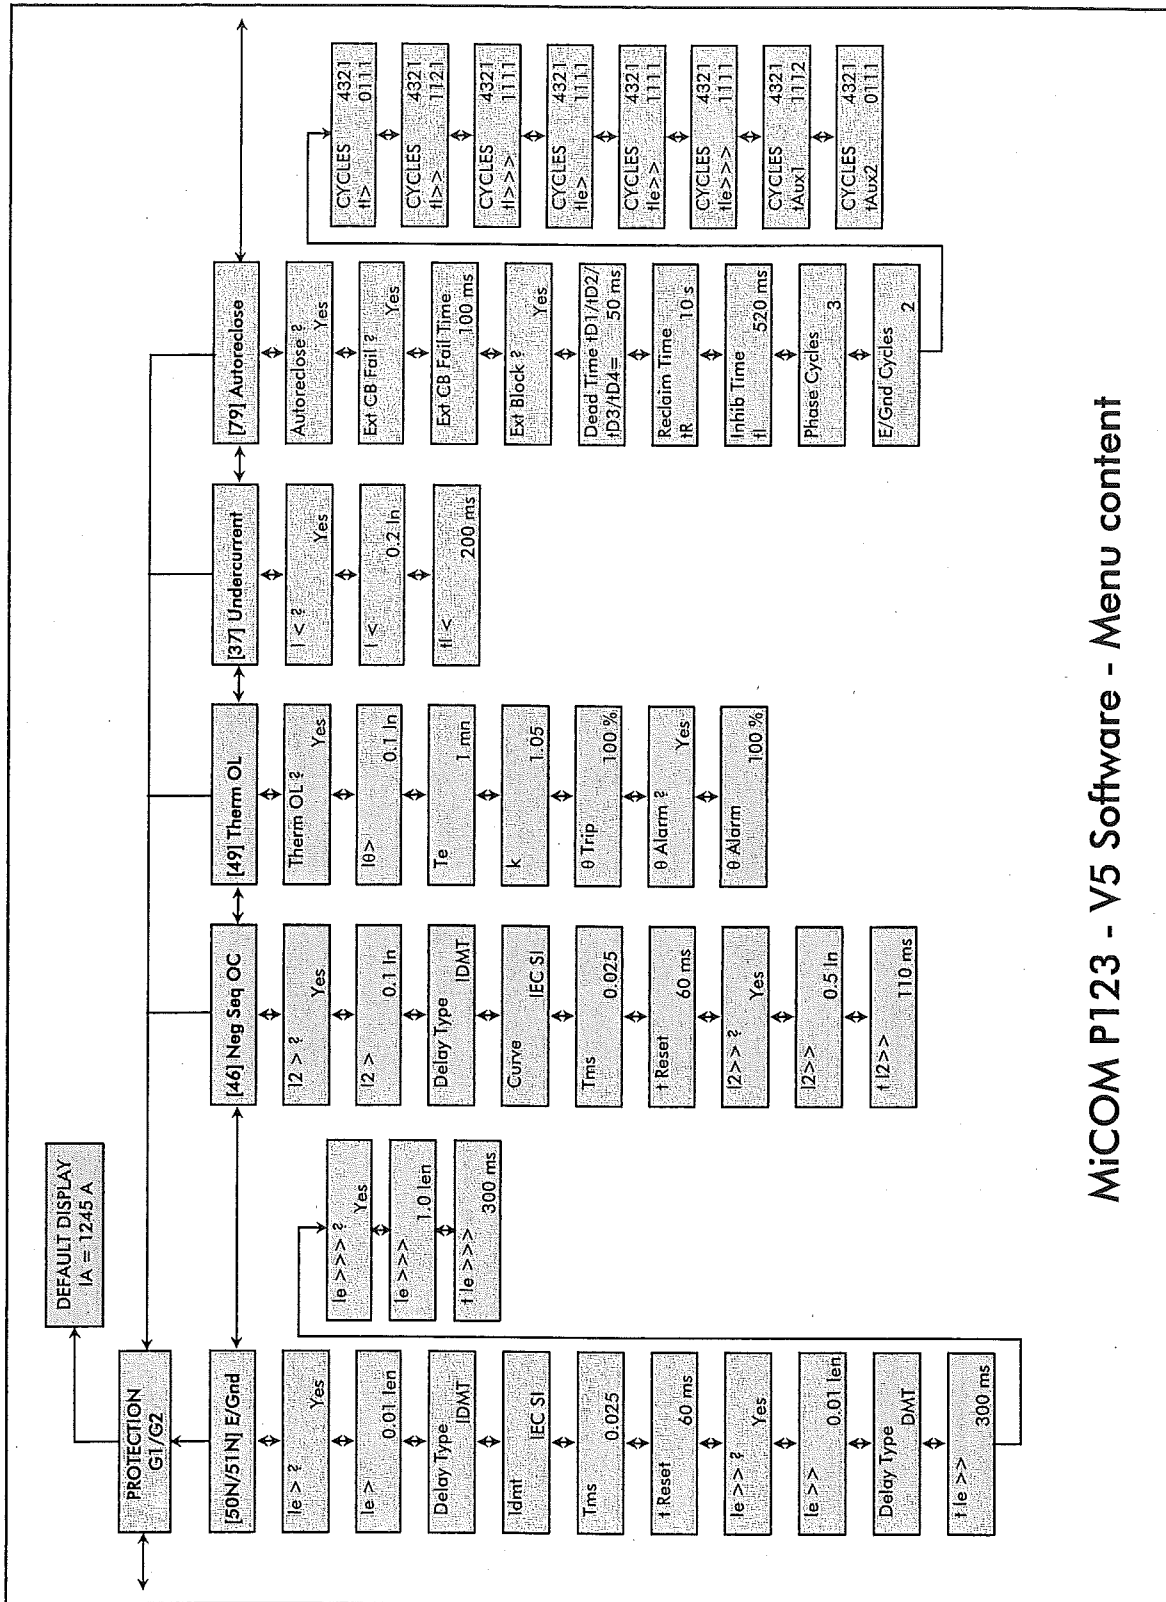 DEFAULT DISPLAY
IA = 1245 A
PROTECTION
G1/G2
[50N/51N] E/Gnd
Ie > ?
Yes
Ie >
0.01 Ien
Delay Type
IDMT
Idmt
IEC SI
Tms
0.025
t Reset
60 ms
Ie >> ?
Yes
Ie >>
0.01 Ien
Delay Type
DMT
t Ie >>
300 ms
Ie >>> ?
Yes
Ie >>>
1.0 Ien
t Ie >>>
300 ms
[46] Neg Seq OC
I2 > ?
Yes
I2 >
0.1 In
Delay Type
IDMT
Curve
IEC SI
Tms
0.025
t Reset
60 ms
I2>> ?
Yes
I2>>
0.5 In
t I2>>
110 ms
[49] Therm OL
Therm OL ?
Yes
Iθ>
0.1 In
Te
1 mn
k
1.05
θ Trip
100 %
θ Alarm ?
Yes
θ Alarm
100 %
[37] Undercurrent
I < ?
Yes
I <
0.2 In
tI <
200 ms
[79] Autoreclose
Autoreclose ?
Yes
Ext CB Fail ?
Yes
Ext CB Fail Time
100 ms
Ext Block ?
Yes
Dead Time tD1/tD2/
tD3/tD4= 50 ms
Reclaim Time
tR 10 s
Inhib Time
tI 520 ms
Phase Cycles
3
E/Gnd Cycles
2
CYCLES 4321
tI> 0111
CYCLES 4321
tI>> 1121
CYCLES 4321
tI>>> 1111
CYCLES 4321
tIe> 1111
CYCLES 4321
tIe>> 1111
CYCLES 4321
tIe>>> 1111
CYCLES 4321
tAux1 1112
CYCLES 4321
tAux2 0111
MiCOM P123 - V5 Software - Menu content